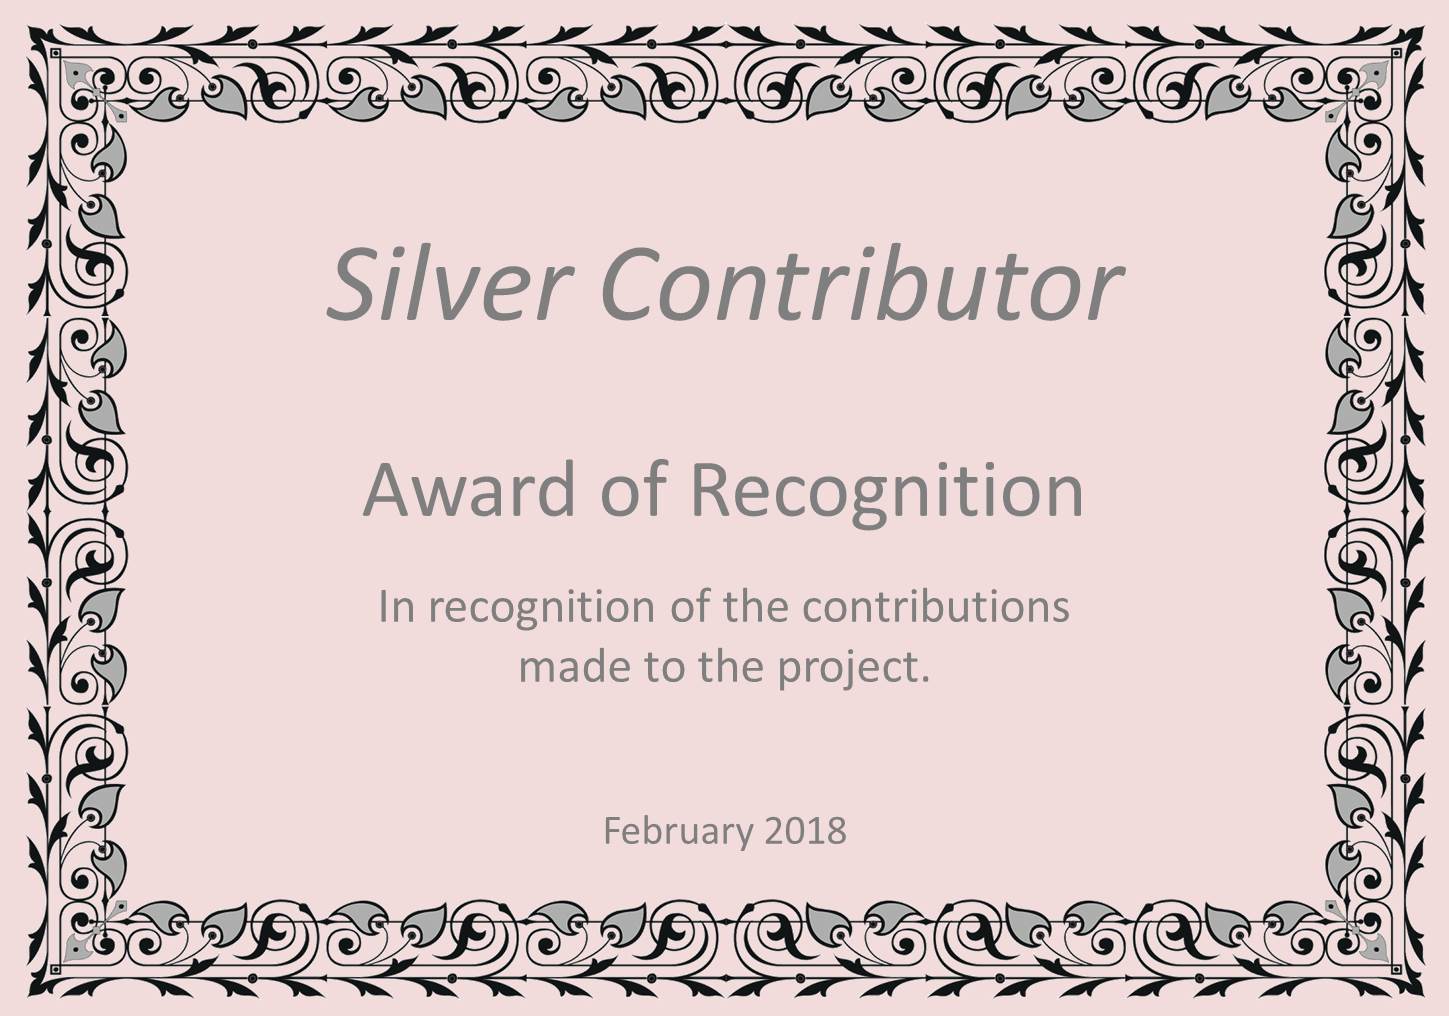 Silver Contributor
Award of Recognition
In recognition of the contributions
made to the project.
February 2018